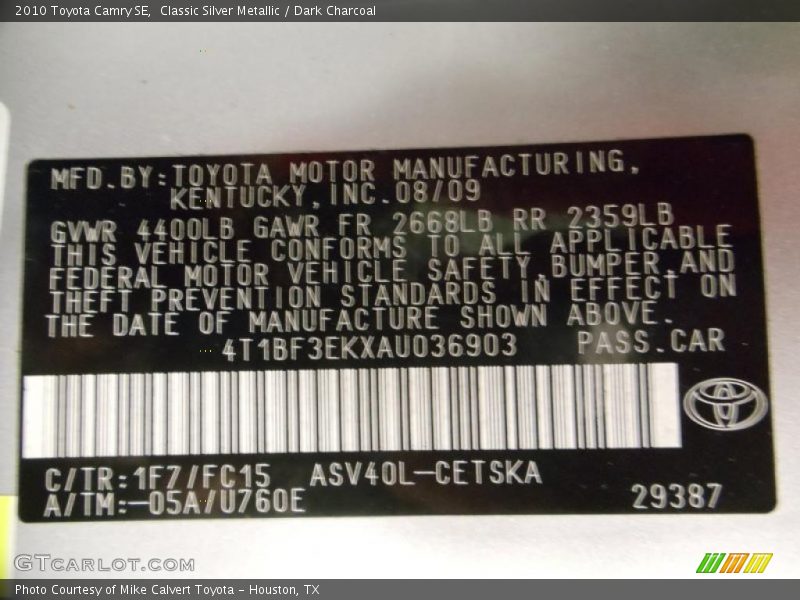 2010 Toyota Camry SE, Classic Silver Metallic / Dark Charcoal
MFD.BY:TOYOTA MOTOR MANUFACTURING,
KENTUCKY,INC.08/09
GVWR 4400LB GAWR FR 2668LB RR 2359LB
THIS VEHICLE CONFORMS TO ALL APPLICABLE
FEDERAL MOTOR VEHICLE SAFETY,BUMPER,AND
THEFT PREVENTION STANDARDS IN EFFECT ON
THE DATE OF MANUFACTURE SHOWN ABOVE.
4T1BF3EKXAU036903 PASS.CAR
C/TR:1F7/FC15 ASV40L-CETSKA
A/TM:-05A/U760E 29387
GTCARLOT.COM
Photo Courtesy of Mike Calvert Toyota - Houston, TX